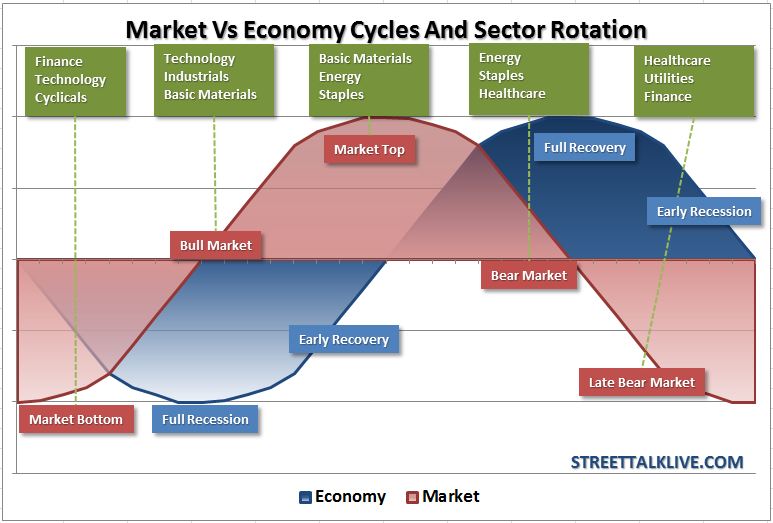 Market Vs Economy Cycles And Sector Rotation
Finance
Technology
Cyclicals
Technology
Industrials
Basic Materials
Basic Materials
Energy
Staples
Energy
Staples
Healthcare
Healthcare
Utilities
Finance
Market Top
Full Recovery
Early Recession
Bull Market
Bear Market
Early Recovery
Late Bear Market
Market Bottom
Full Recession
STREETTALKLIVE.COM
Economy
Market